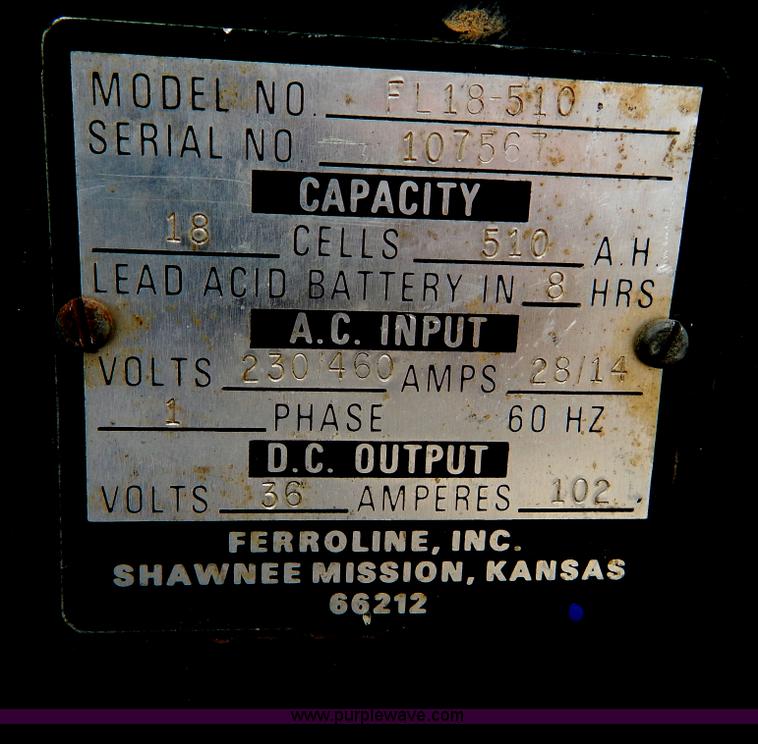 MODEL NO. FL18-510
SERIAL NO 107567
CAPACITY
18 CELLS 510 A.H.
LEAD ACID BATTERY IN 8 HRS
A.C. INPUT
VOLTS 230/460 AMPS 28/14
1 PHASE 60 HZ
D.C. OUTPUT
VOLTS 36 AMPERES 102
FERROLINE, INC.
SHAWNEE MISSION, KANSAS
66212
www.purplewave.com